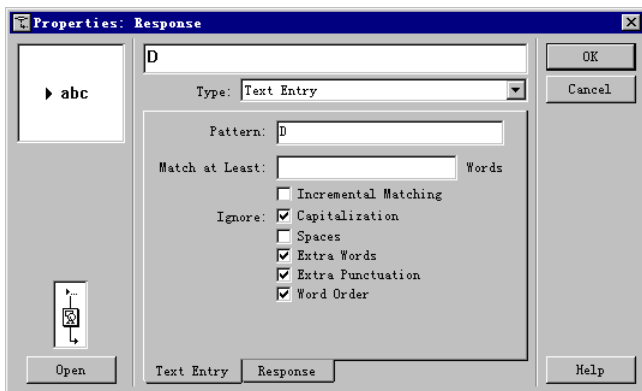 Properties: Response
D
OK
abc
Type: Text Entry
Cancel
Pattern: D
Match at Least: Words
Incremental Matching
Ignore: Capitalization
Spaces
Extra Words
Extra Punctuation
Word Order
Open
Text Entry Response
Help